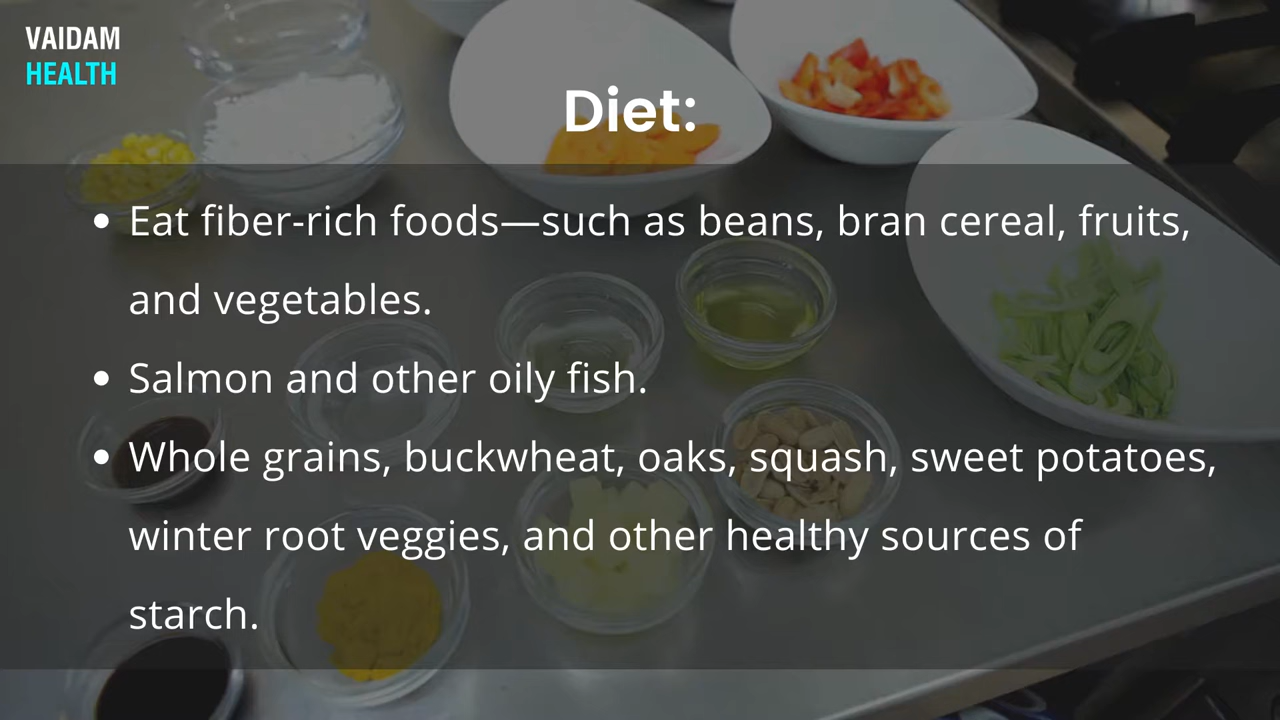 VAIDAM
HEALTH
Diet:
• Eat fiber-rich foods—such as beans, bran cereal, fruits,
and vegetables.
• Salmon and other oily fish.
• Whole grains, buckwheat, oaks, squash, sweet potatoes,
winter root veggies, and other healthy sources of
starch.